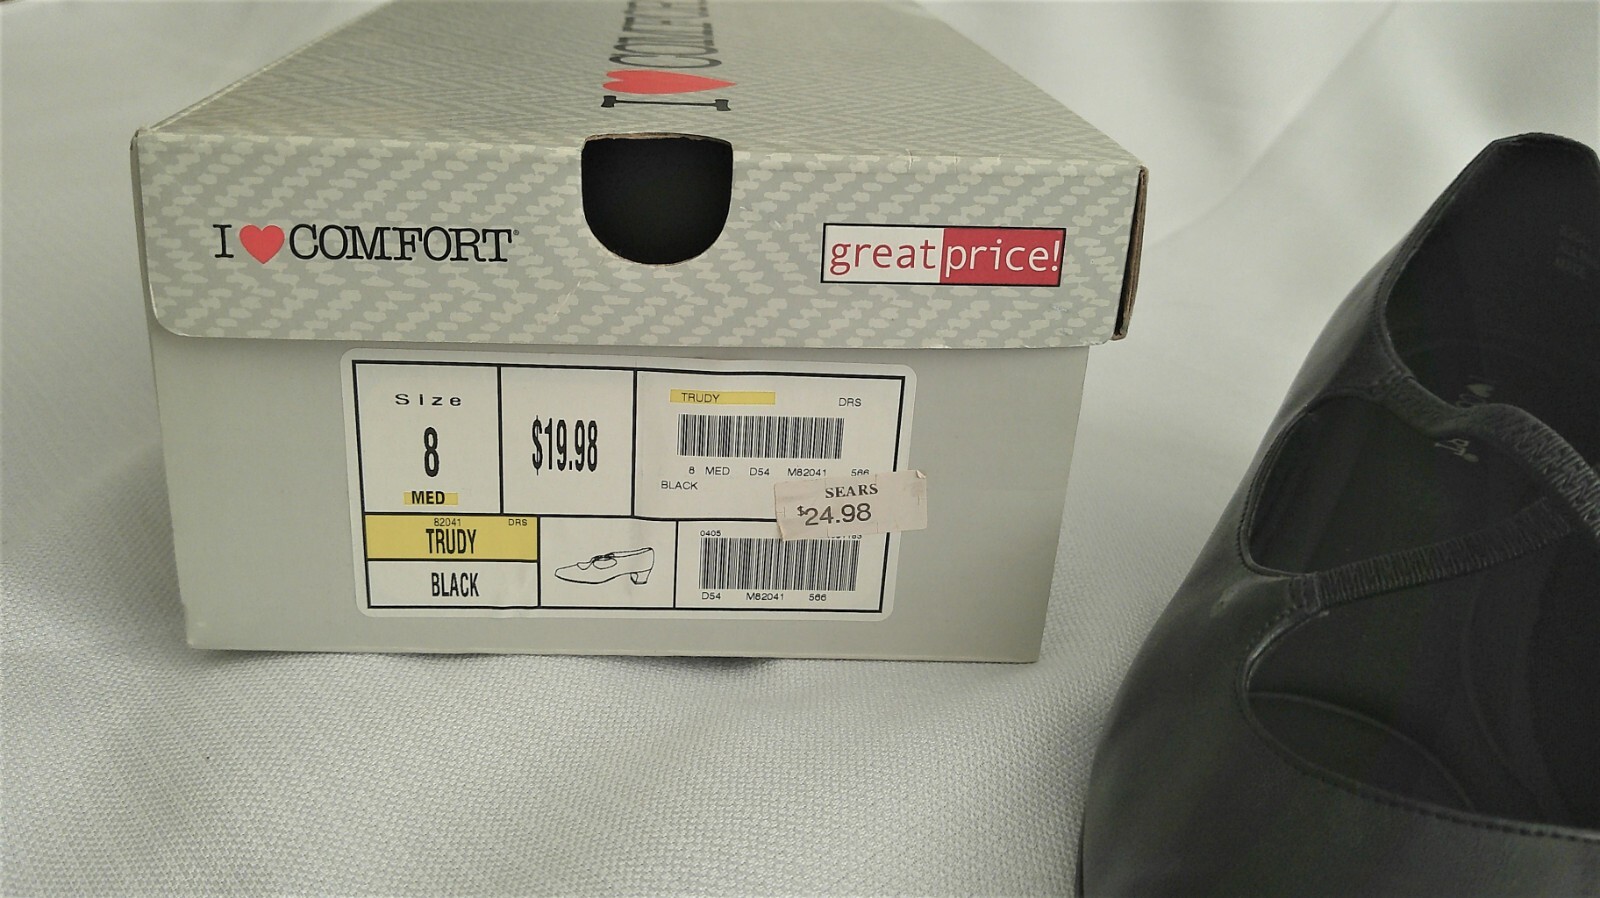 I ♥ COMFORT
I ♥ COMFORT®
great price!
Size
8
MED
$19.98
TRUDY DRS
8 MED D54 M82041 566
BLACK
SEARS
$24.98
82041 DRS
TRUDY
BLACK
0405
D54 M82041 566